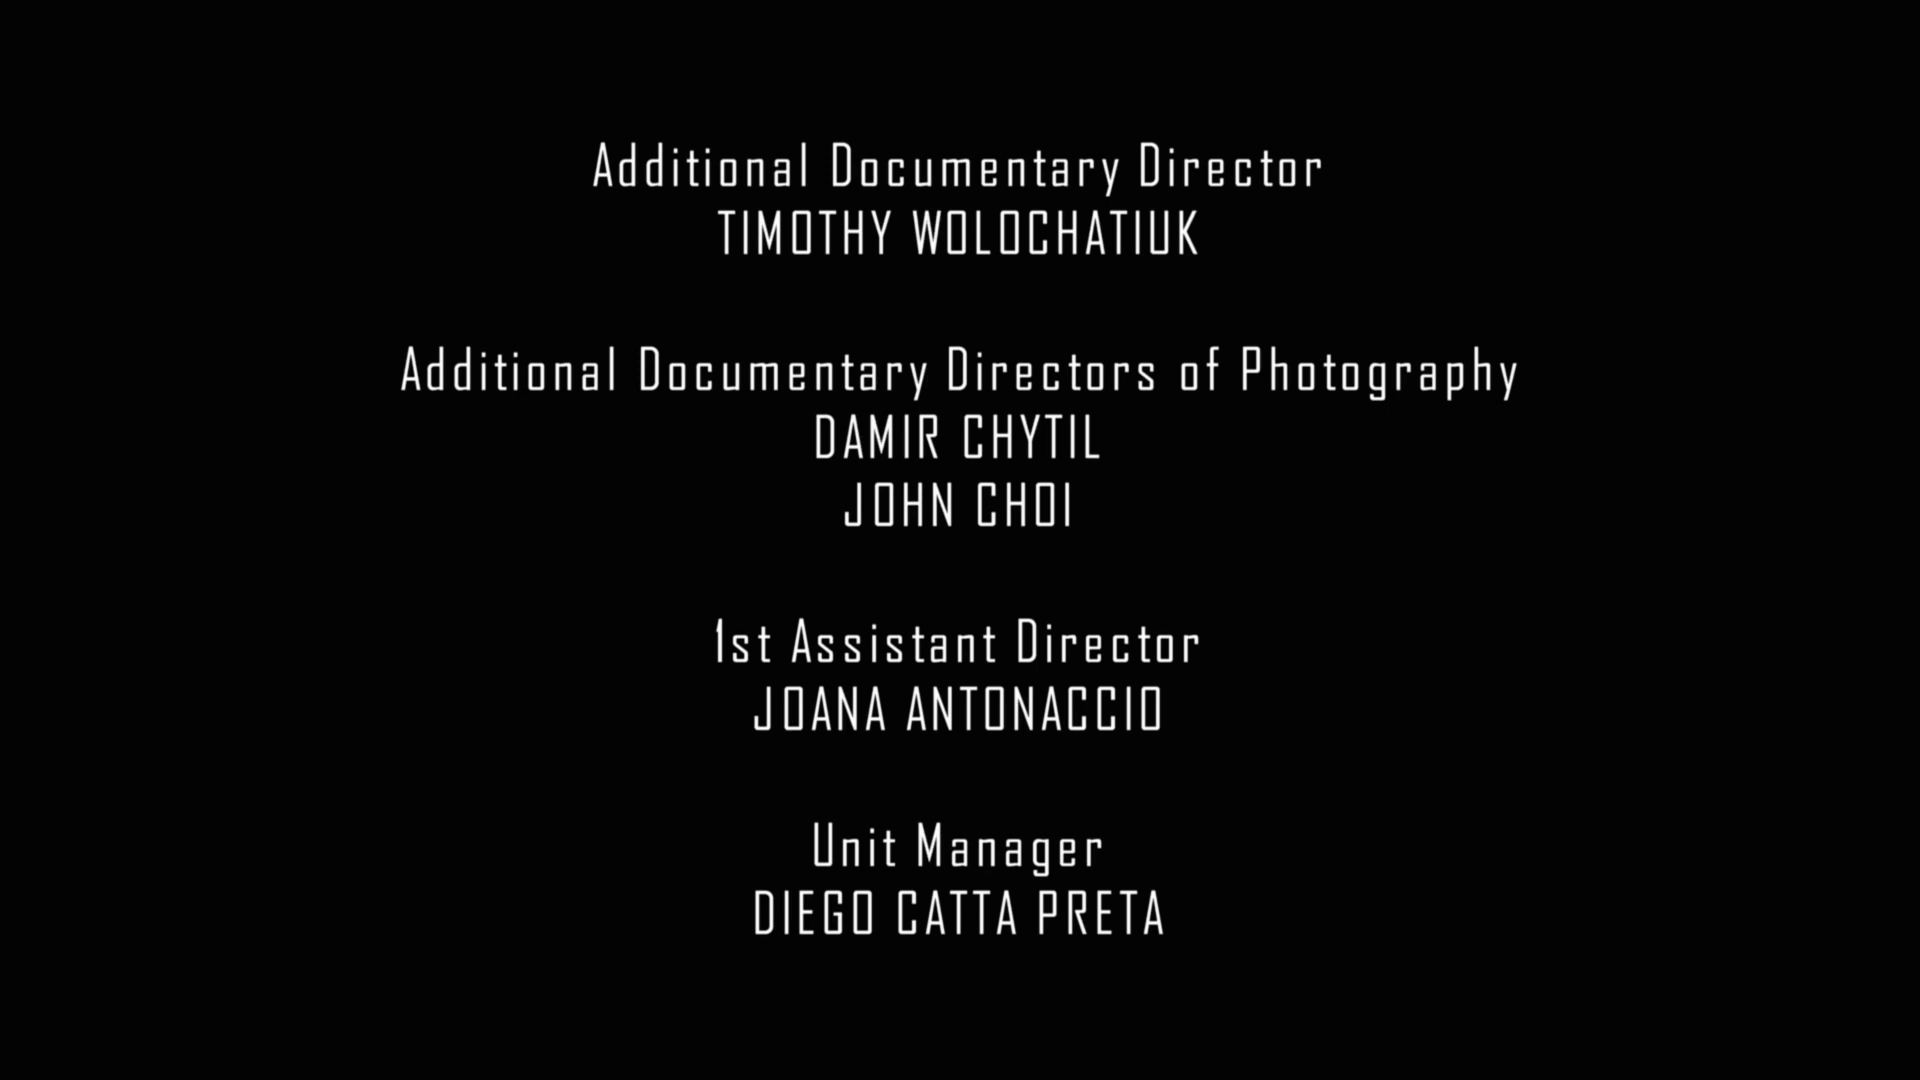 Additional Documentary Director
TIMOTHY WOLOCHATIUK
Additional Documentary Directors of Photography
DAMIR CHYTIL
JOHN CHOI
1st Assistant Director
JOANA ANTONACCIO
Unit Manager
DIEGO CATTA PRETA